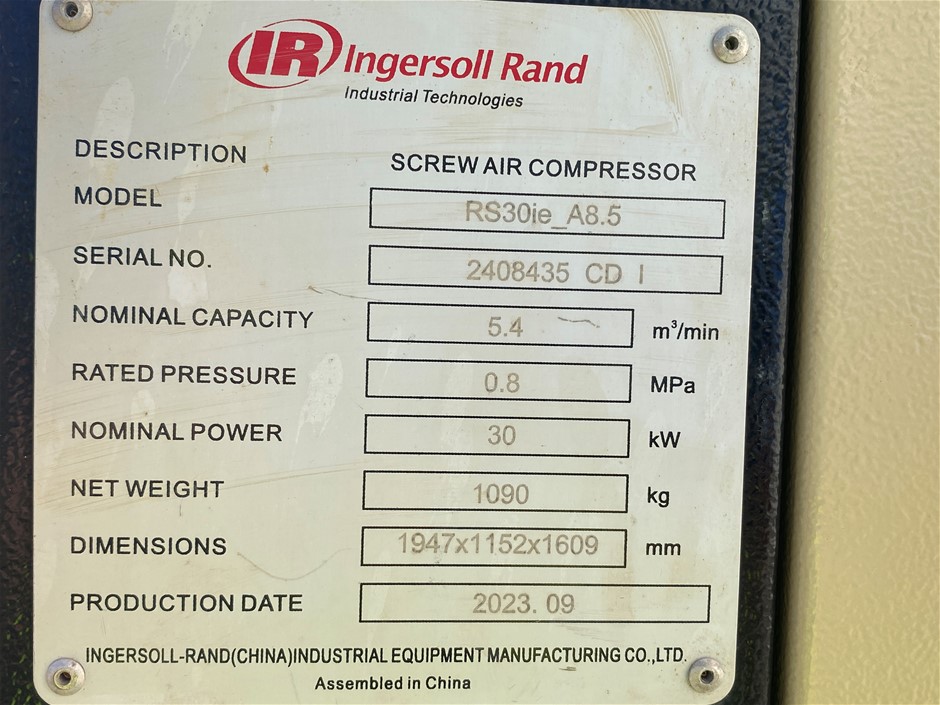 IR Ingersoll Rand
Industrial Technologies
DESCRIPTION SCREW AIR COMPRESSOR
MODEL RS30ie_A8.5
SERIAL NO. 2408435 CD I
NOMINAL CAPACITY 5.4 m³/min
RATED PRESSURE 0.8 MPa
NOMINAL POWER 30 kW
NET WEIGHT 1090 kg
DIMENSIONS 1947x1152x1609 mm
PRODUCTION DATE 2023. 09
INGERSOLL-RAND(CHINA)INDUSTRIAL EQUIPMENT MANUFACTURING CO.,LTD.
Assembled in China